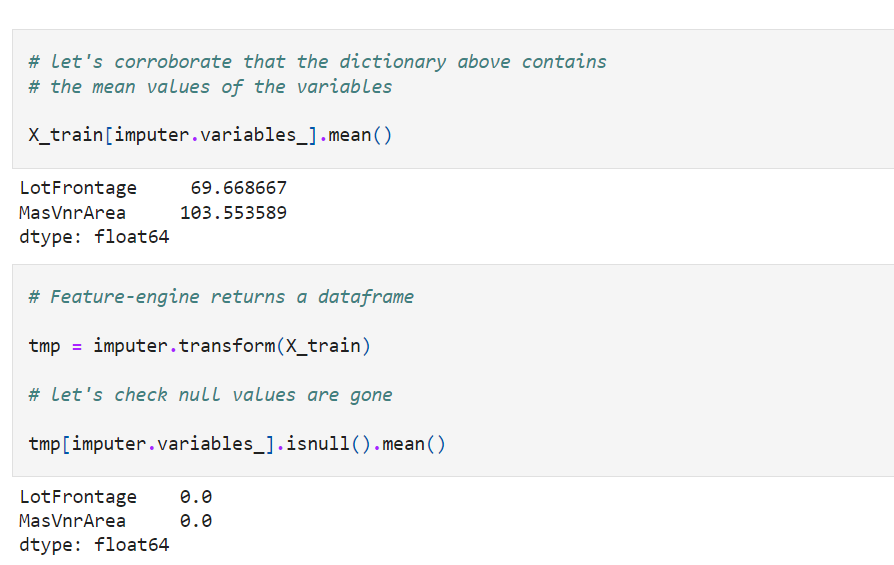 # let's corroborate that the dictionary above contains
# the mean values of the variables
X_train[imputer.variables_].mean()
LotFrontage     69.668667
MasVnrArea     103.553589
dtype: float64
# Feature-engine returns a dataframe
tmp = imputer.transform(X_train)
# let's check null values are gone
tmp[imputer.variables_].isnull().mean()
LotFrontage    0.0
MasVnrArea     0.0
dtype: float64